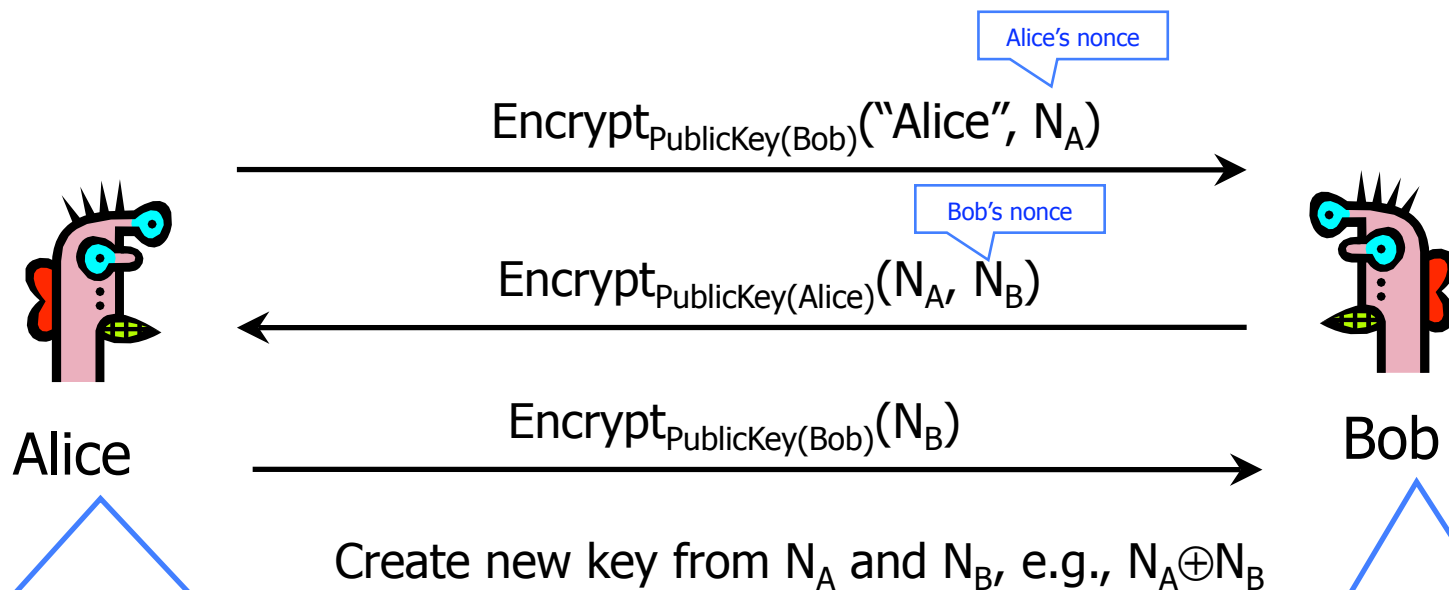 Alice's nonce
Encrypt_PublicKey(Bob)(“Alice”, N_A)
Bob's nonce
Encrypt_PublicKey(Alice)(N_A, N_B)
Encrypt_PublicKey(Bob)(N_B)
Alice
Bob
Create new key from N_A and N_B, e.g., N_A⊕N_B